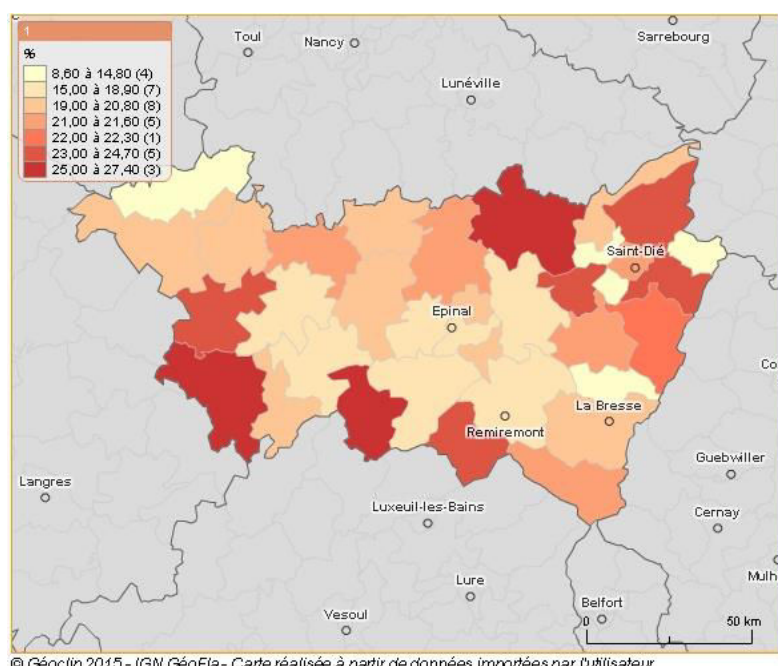 1
%
8,60 à 14,80 (4)
15,00 à 18,90 (7)
19,00 à 20,80 (8)
21,00 à 21,60 (5)
22,00 à 22,30 (1)
23,00 à 24,70 (5)
25,00 à 27,40 (3)
Toul
Nancy
Sarrebourg
Lunéville
Saint-Dié
Epinal
Co
La Bresse
Remiremont
Guebwiller
Langres
Luxeuil-les-Bains
Cernay
Mulh
Lure
Belfort
Vesoul
0 50 km
© Géoclip 2015 - IGN GéoFla - Carte réalisée à partir de données importées par l'utilisateur